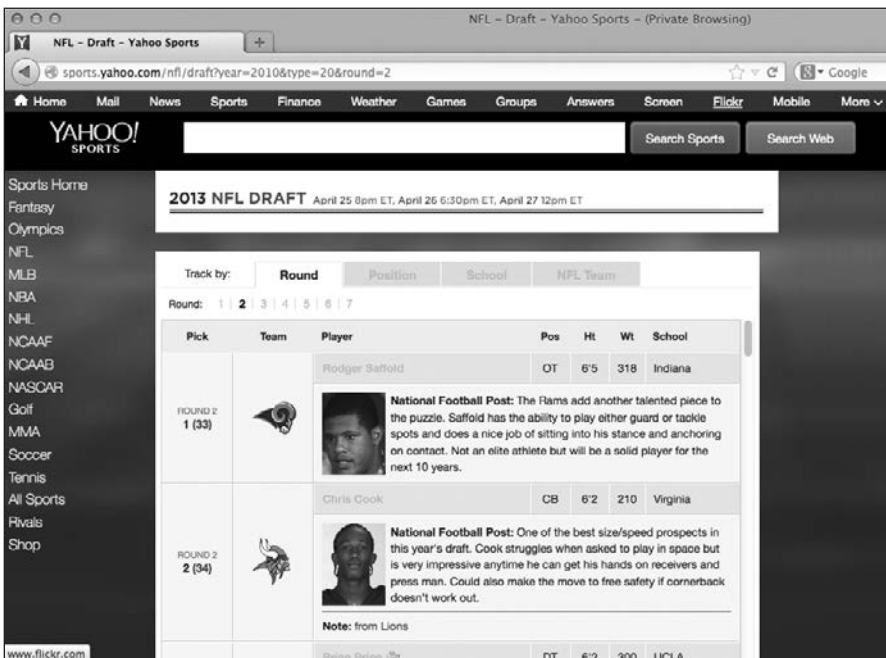 NFL – Draft – Yahoo Sports – (Private Browsing)
Y NFL – Draft – Yahoo Sports +
sports.yahoo.com/nfl/draft?year=2010&type=20&round=2
8 Google
Home Mail News Sports Finance Weather Games Groups Answers Screen Flickr Mobile More
YAHOO!
SPORTS
Search Sports Search Web
Sports Home
Fantasy
Olympics
NFL
MLB
NBA
NHL
NCAAF
NCAAB
NASCAR
Golf
MMA
Soccer
Tennis
All Sports
Rivals
Shop
2013 NFL DRAFT April 25 8pm ET, April 26 6:30pm ET, April 27 12pm ET
Track by: Round Position School NFL Team
Round: 1 | 2 | 3 | 4 | 5 | 6 | 7
Pick Team Player Pos Ht Wt School
Rodger Saffold OT 6'5 318 Indiana
ROUND 2
1 (33)
National Football Post: The Rams add another talented piece to
the puzzle. Saffold has the ability to play either guard or tackle
spots and does a nice job of sitting into his stance and anchoring
on contact. Not an elite athlete but will be a solid player for the
next 10 years.
Chris Cook CB 6'2 210 Virginia
ROUND 2
2 (34)
National Football Post: One of the best size/speed prospects in
this year's draft. Cook struggles when asked to play in space but
is very impressive anytime he can get his hands on receivers and
press man. Could also make the move to free safety if cornerback
doesn't work out.
Note: from Lions
Brian Price DT 6'2 300 UCLA
www.flickr.com